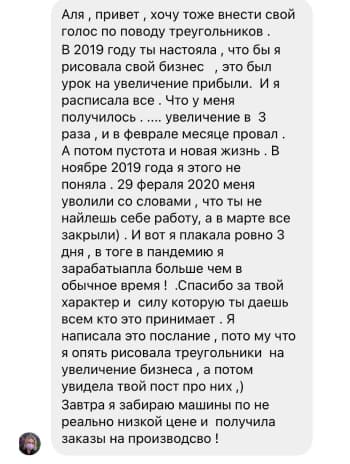 Аля , привет , хочу тоже внести свой
голос по поводу треугольников .
В 2019 году ты настояла , что бы я
рисовала свой бизнес   , это был
урок на увеличение прибыли.  И я
расписала все . Что у меня
получилось . .... увеличение в  3
раза , и в феврале месяце провал .
А потом пустота и новая жизнь . В
ноябре 2019 года я этого не
поняла . 29 фераля 2020 меня
уволили со словами , что ты не
найлешь себе работу, а в марте все
закрыли) . И вот я плакала ровно 3
дня , в тоге в пандемию я
зарабатыапла больше чем в
обычное время !  .Спасибо за твой
характер и  силу которую ты даешь
всем кто это принимает . Я
написала это послание , пото му что
я опять рисовала треугольники  на
увеличение бизнеса , а потом
увидела твой пост про них ,)
Завтра я забираю машины по не
реально низкой цене и  получила
заказы на производсво !